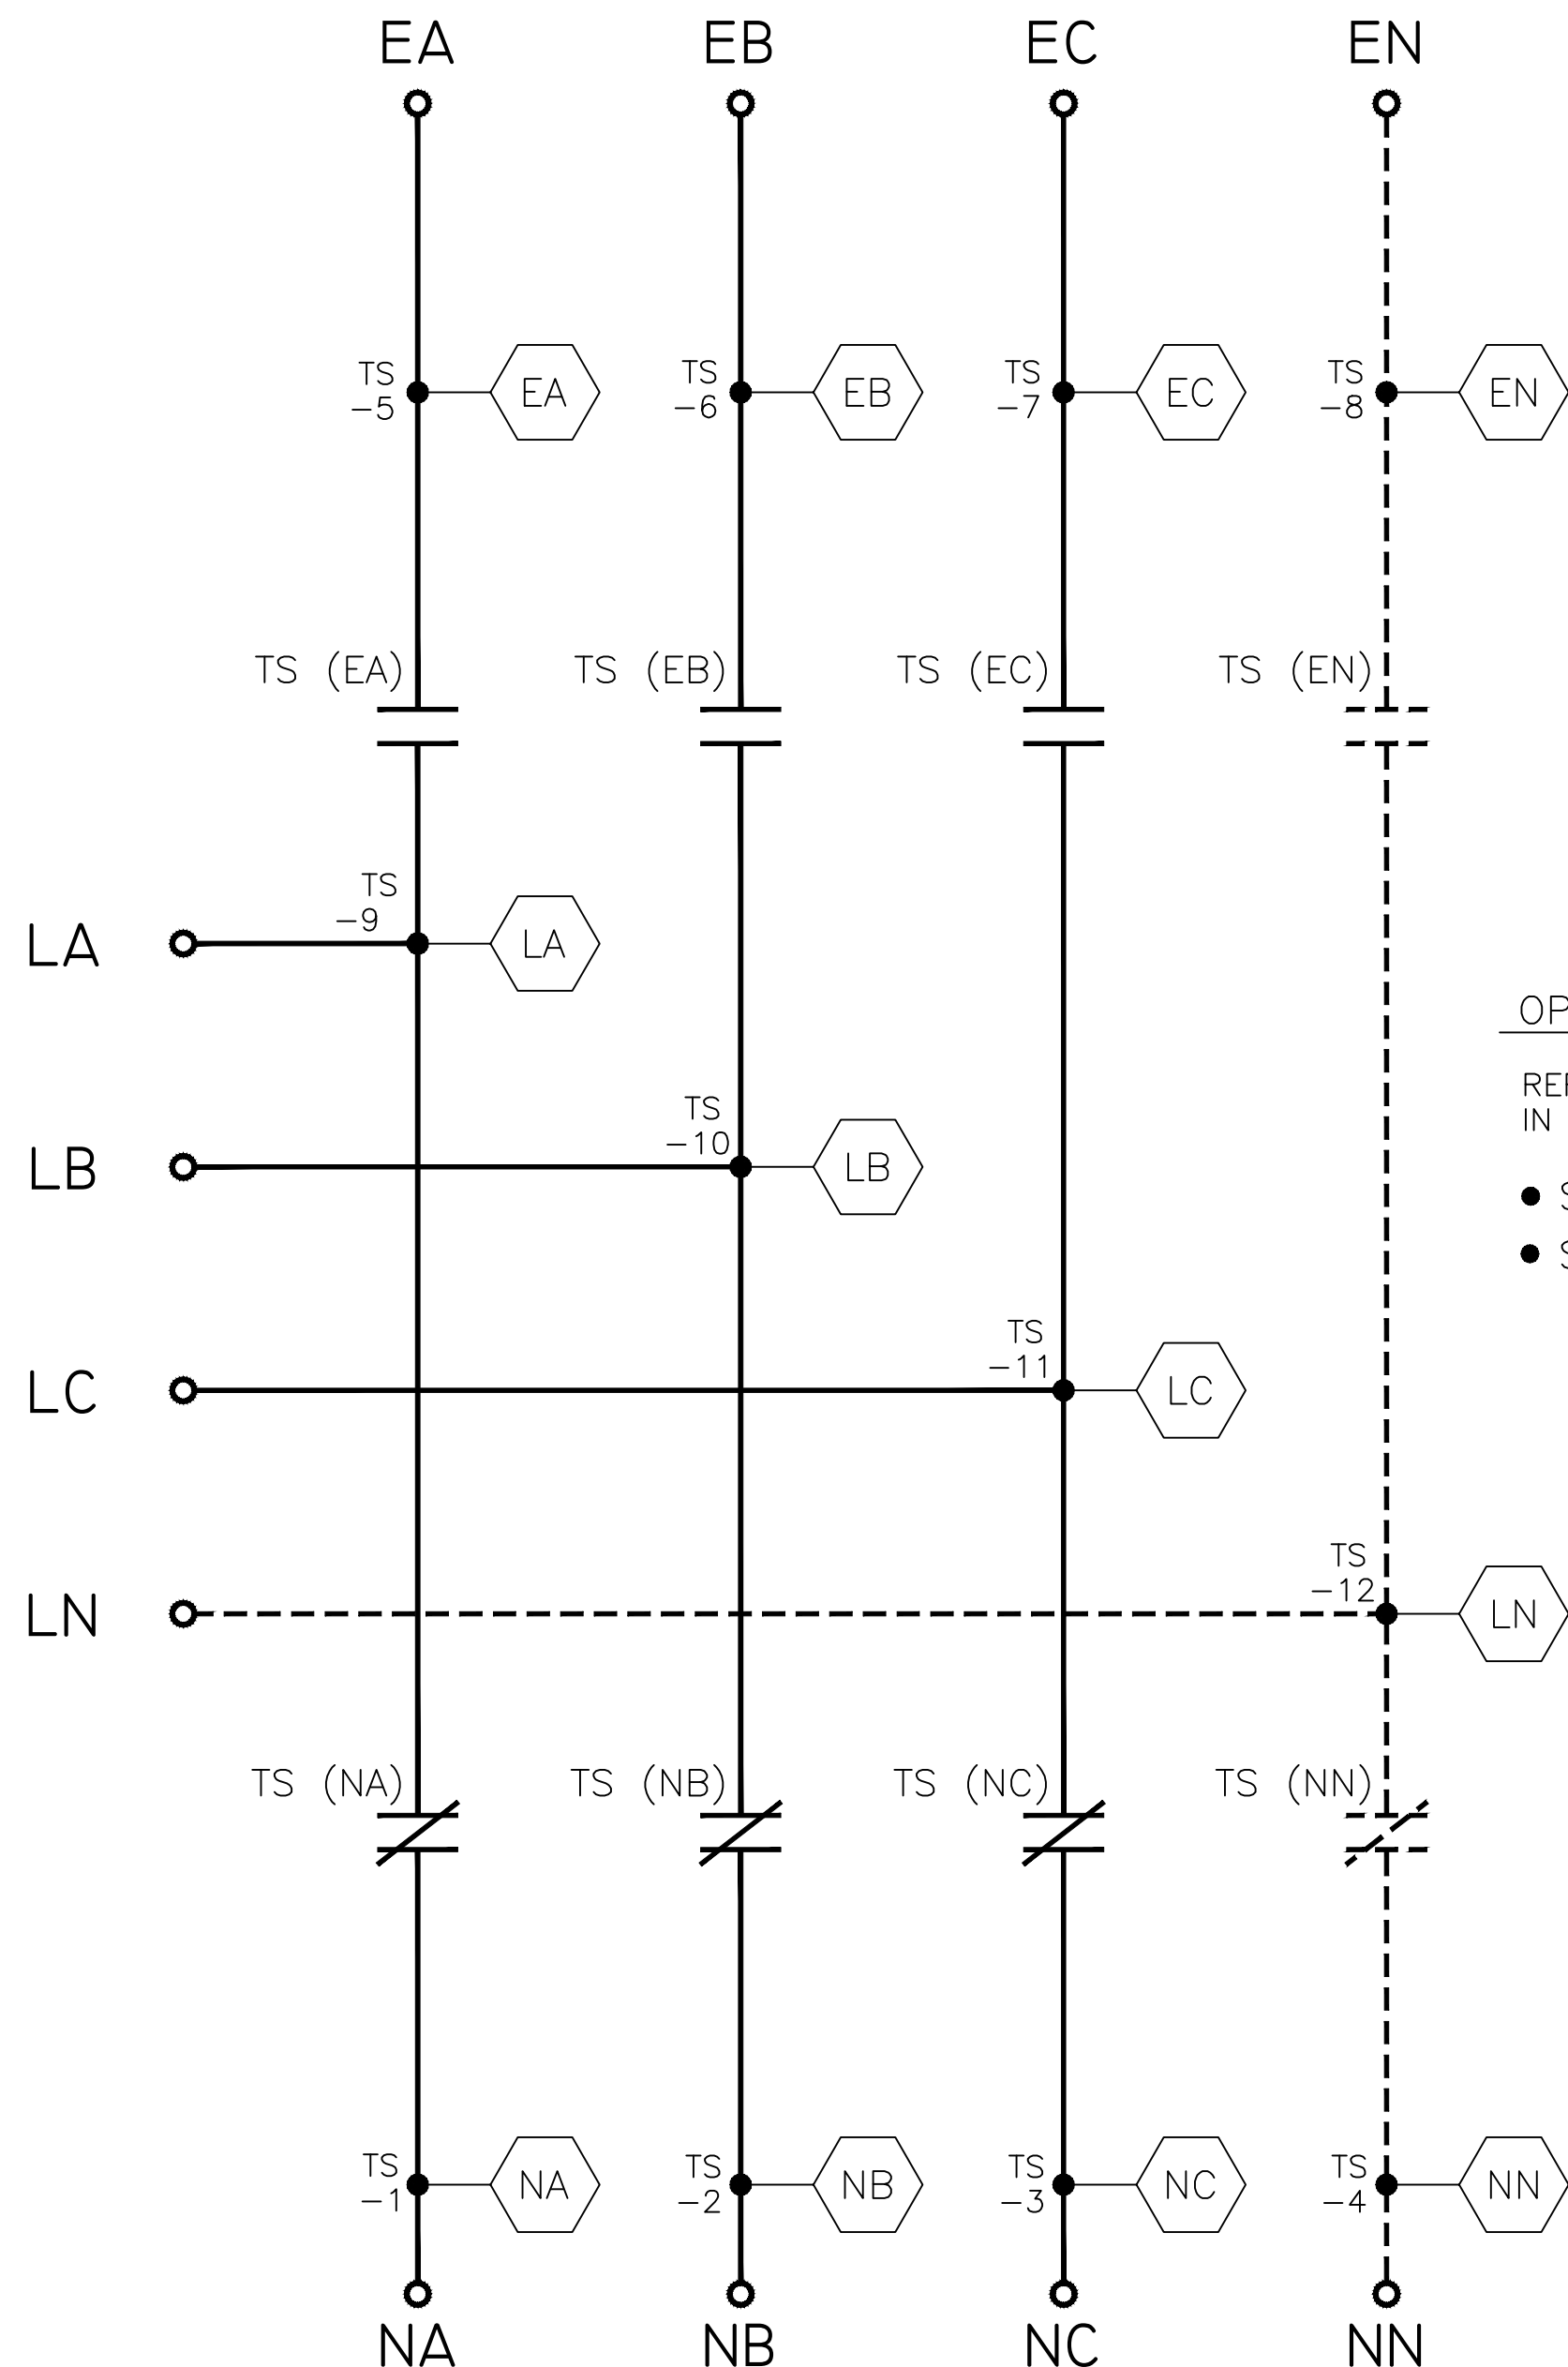 EA EB EC EN
TS
-5
EA
TS
-6
EB
TS
-7
EC
TS
-8
EN
TS (EA) TS (EB) TS (EC) TS (EN)
TS
-9
LA
LA
TS
-10
LB
LB
TS
-11
LC
LC
TS
-12
LN
LN
IN
TS (NA) TS (NB) TS (NC) TS (NN)
TS
-1
NA
TS
-2
NB
TS
-3
NC
TS
-4
NN
NA NB NC NN